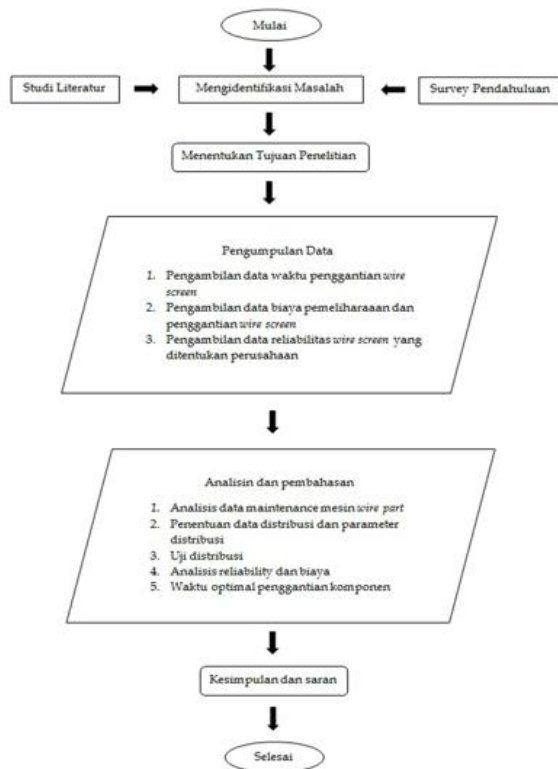 Mulai
Studi Literatur
Mengidentifikasi Masalah
Survey Pendahuluan
Menentukan Tujuan Penelitian
Pengumpulan Data
1. Pengambilan data waktu penggantian wire
screen
2. Pengambilan data biaya pemeliharaaan dan
penggantian wire screen
3. Pengambilan data reliabilitas wire screen yang
ditentukan perusahaan
Analisin dan pembahasan
1. Analisis data maintenance mesin wire part
2. Penentuan data distribusi dan parameter
distribusi
3. Uji distribusi
4. Analisis reliability dan biaya
5. Waktu optimal penggantian komponen
Kesimpulan dan saran
Selesai